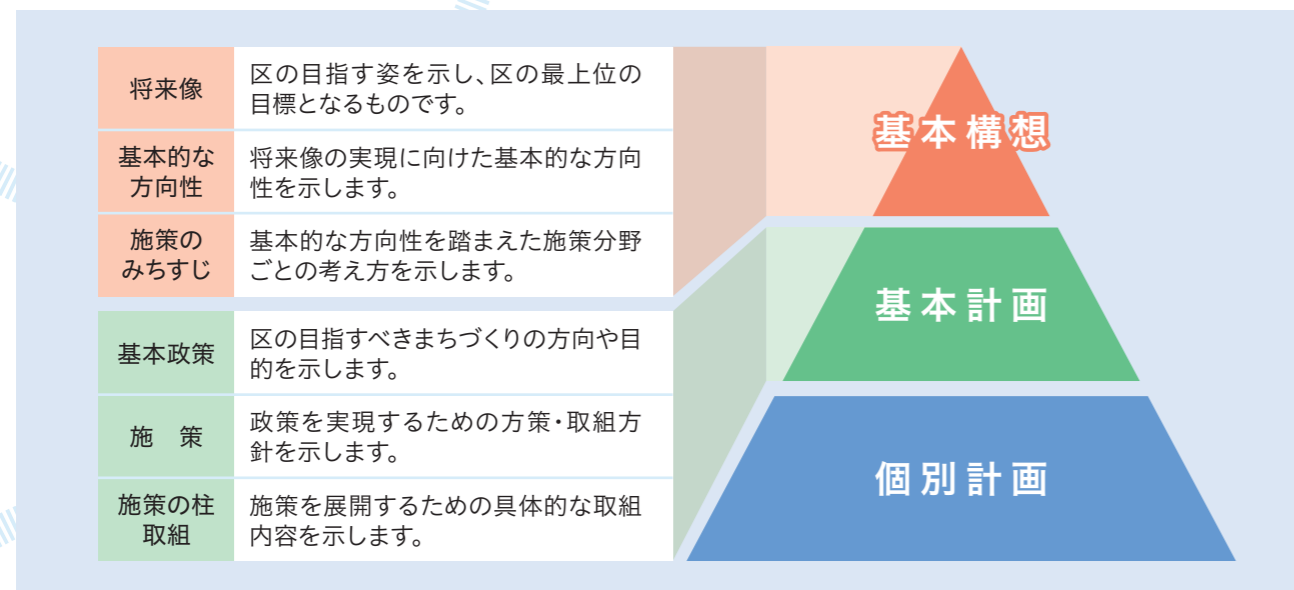 将来像
区の目指す姿を示し、区の最上位の
目標となるものです。
基本的な
方向性
将来像の実現に向けた基本的な方向
性を示します。
施策の
みちすじ
基本的な方向性を踏まえた施策分野
ごとの考え方を示します。
基本政策
区の目指すべきまちづくりの方向や目
的を示します。
施　策
政策を実現するための方策・取組方
針を示します。
施策の柱
取組
施策を展開するための具体的な取組
内容を示します。
基本構想
基本計画
個別計画